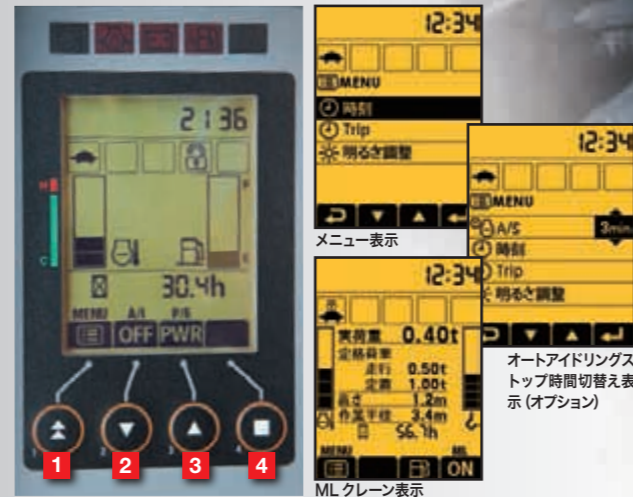 21:36
H
C
E
30.4h
MENU A/I P/S
OFF PWR
1
2
3
4
1 2 3 4
12:34
MENU
時刻
Trip
明るさ調整
メニュー表示
12:34
MENU
A/S 3min.
時刻
Trip
明るさ調整
オートアイドリングス
トップ時間切替え表
示 (オプション)
12:34
実荷重 0.40t
定格荷重
走行 0.50t
定置 1.00t
高さ 1.2m
作業半径 3.4m
56.7h
MENU ML
ON
ML クレーン表示